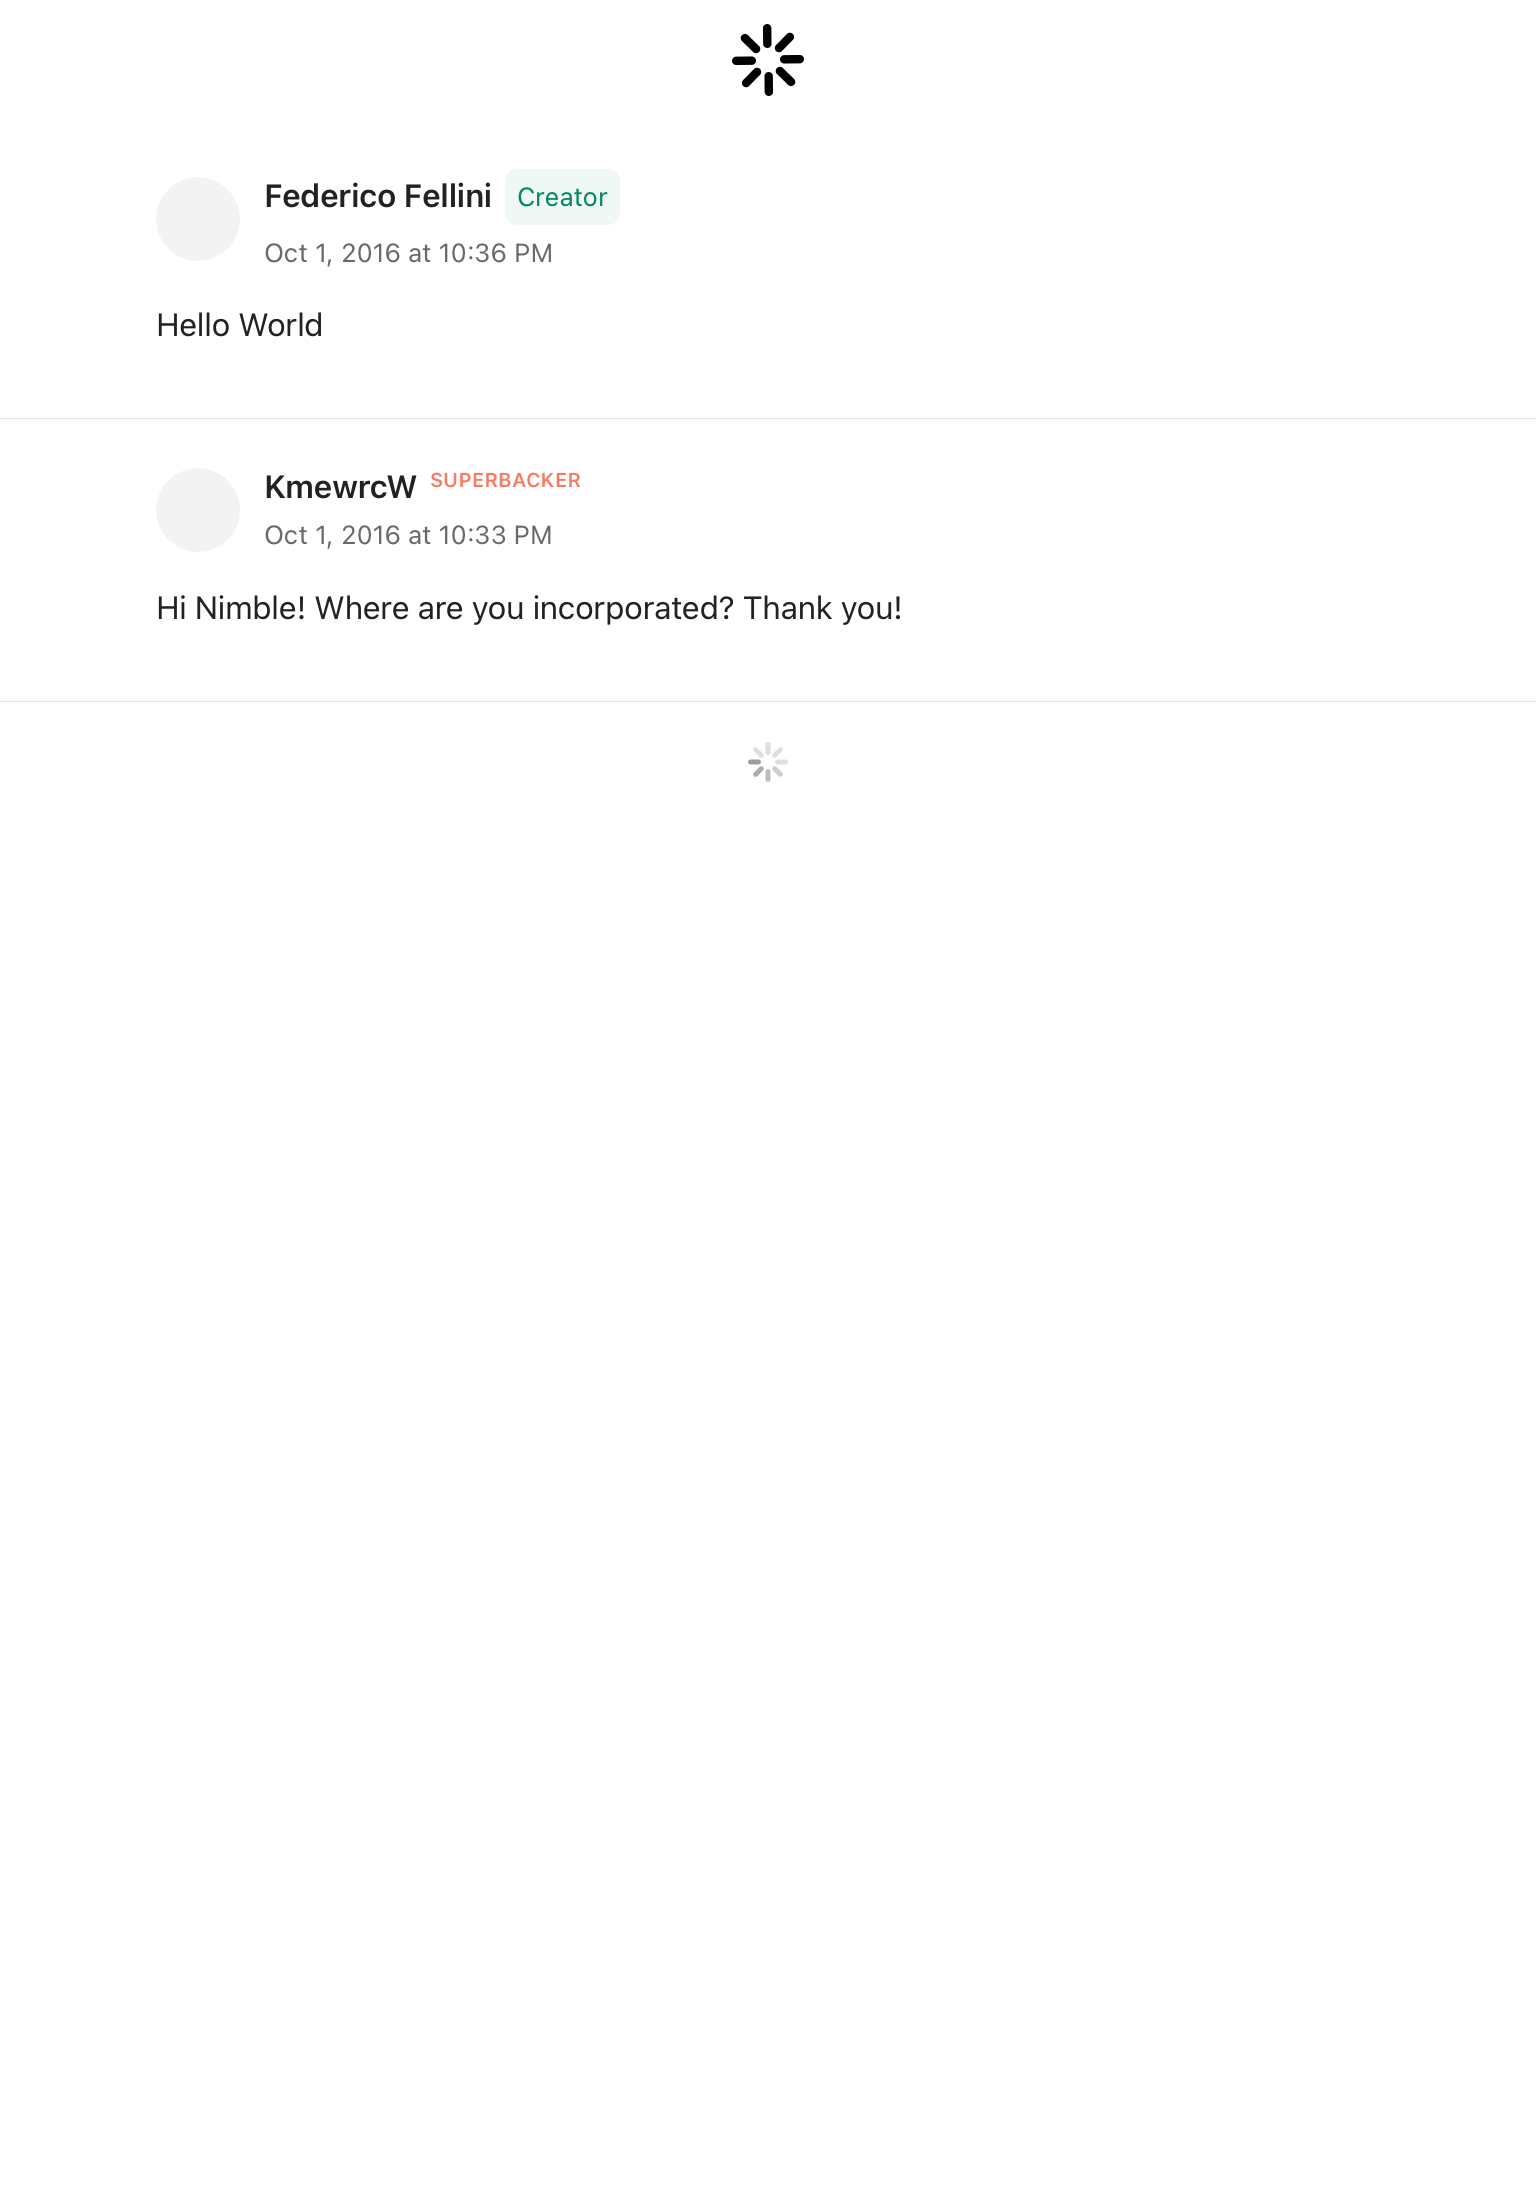 Federico Fellini Creator
Oct 1, 2016 at 10:36 PM
Hello World
KmewrcW SUPERBACKER
Oct 1, 2016 at 10:33 PM
Hi Nimble! Where are you incorporated? Thank you!